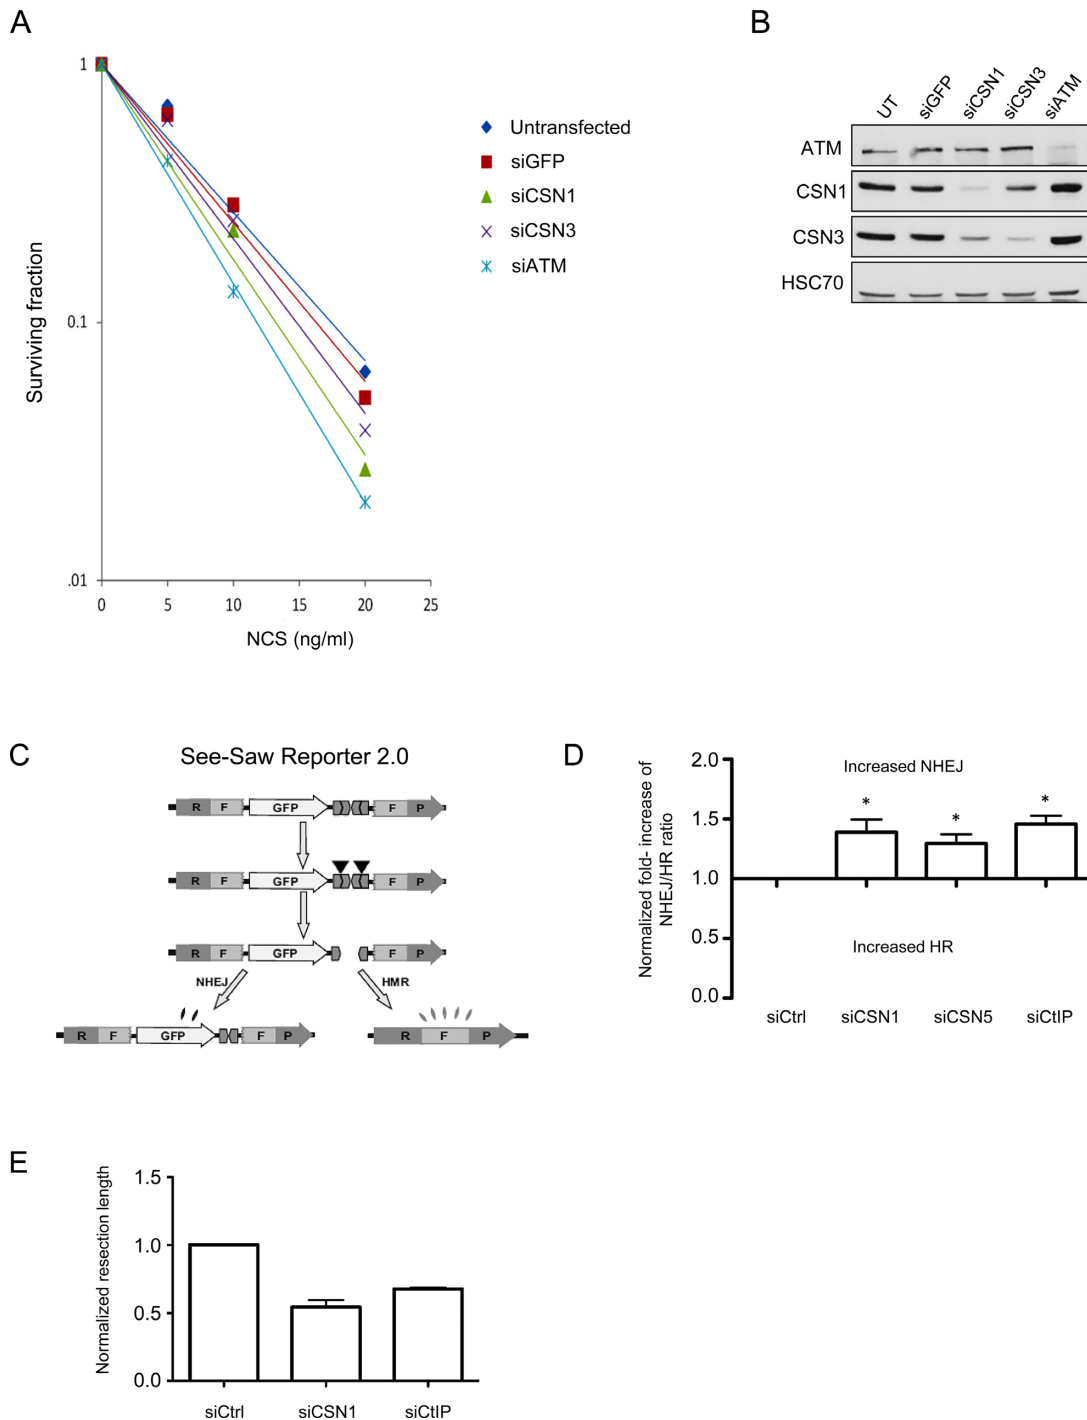 A
1
0.1
.01
0 5 10 15 20 25
Surviving fraction
NCS (ng/ml)
Untransfected
siGFP
siCSN1
siCSN3
siATM
B
UT siGFP siCSN1 siCSN3 siATM
ATM
CSN1
CSN3
HSC70
C
See-Saw Reporter 2.0
R F GFP F P
R F GFP F P
R F GFP F P
NHEJ HMR
R F GFP F P R F P
D
Normalized fold- increase of
NHEJ/HR ratio
2.0
1.5
1.0
0.5
0.0
Increased NHEJ
* * *
Increased HR
siCtrl siCSN1 siCSN5 siCtIP
E
Normalized resection length
1.5
1.0
0.5
0.0
siCtrl siCSN1 siCtIP